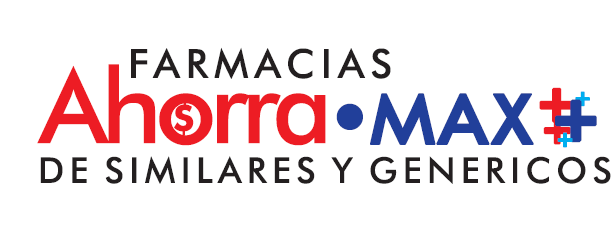 FARMACIAS
Ahorra•MAX
DE SIMILARES Y GENERICOS